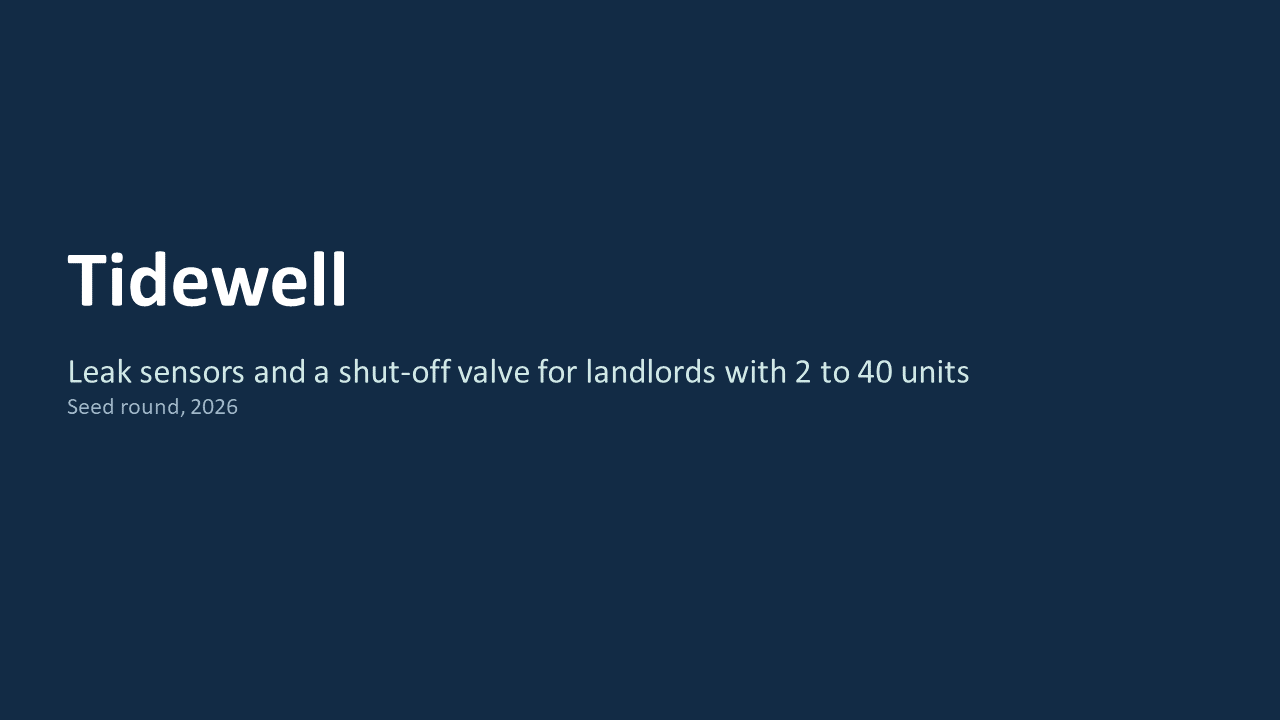 Tidewell
Leak sensors and a shut-off valve for landlords with 2 to 40 units
Seed round, 2026